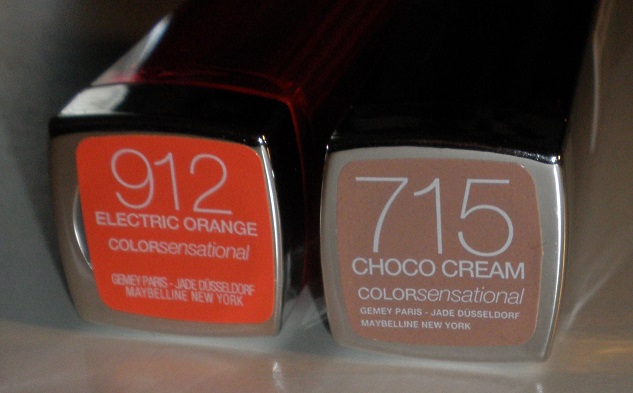 912
ELECTRIC ORANGE
COLORsensational
GEMEY PARIS - JADE DÜSSELDORF
MAYBELLINE NEW YORK
715
CHOCO CREAM
COLORsensational
GEMEY PARIS - JADE DÜSSELDORF
MAYBELLINE NEW YORK